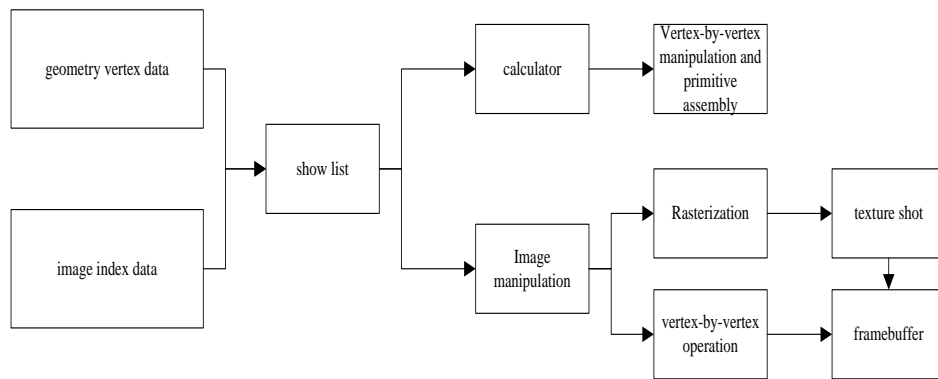 geometry vertex data
image index data
show list
calculator
Vertex-by-vertex
manipulation and
primitive
assembly
Image
manipulation
Rasterization
texture shot
vertex-by-vertex
operation
framebuffer